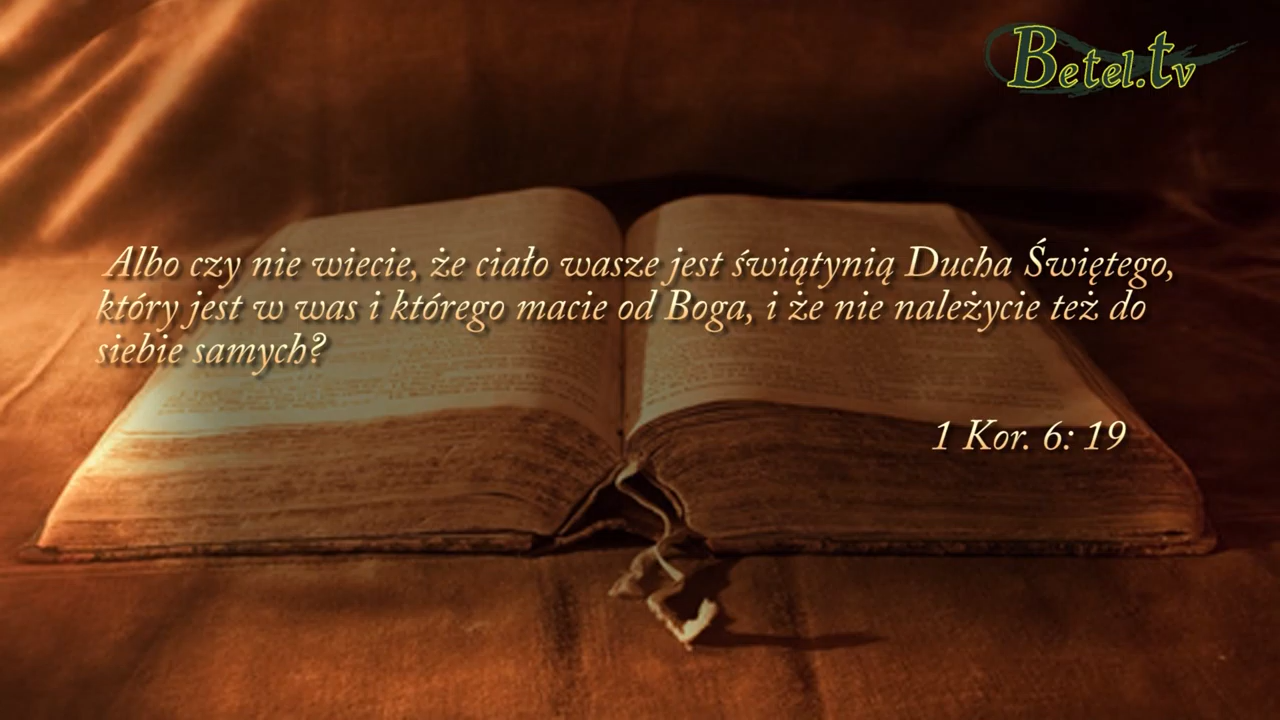 Betel.tv
Albo czy nie wiecie, że ciało wasze jest świątynią Ducha Świętego,
który jest w was i którego macie od Boga, i że nie należycie też do
siebie samych?
1 Kor. 6: 19